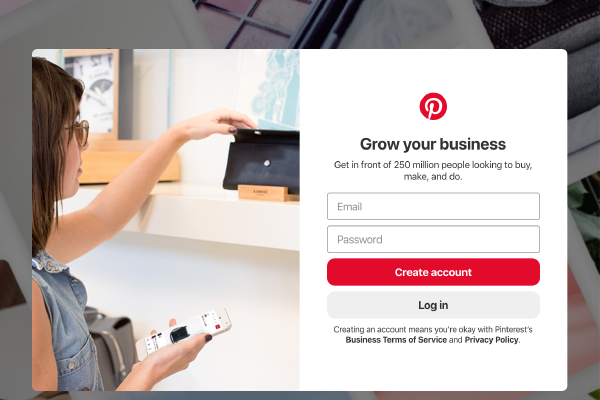 Grow your business
Get in front of 250 million people looking to buy,
make, and do.
Email
Password
Create account
Log in
Creating an account means you're okay with Pinterest's
Business Terms of Service and Privacy Policy.